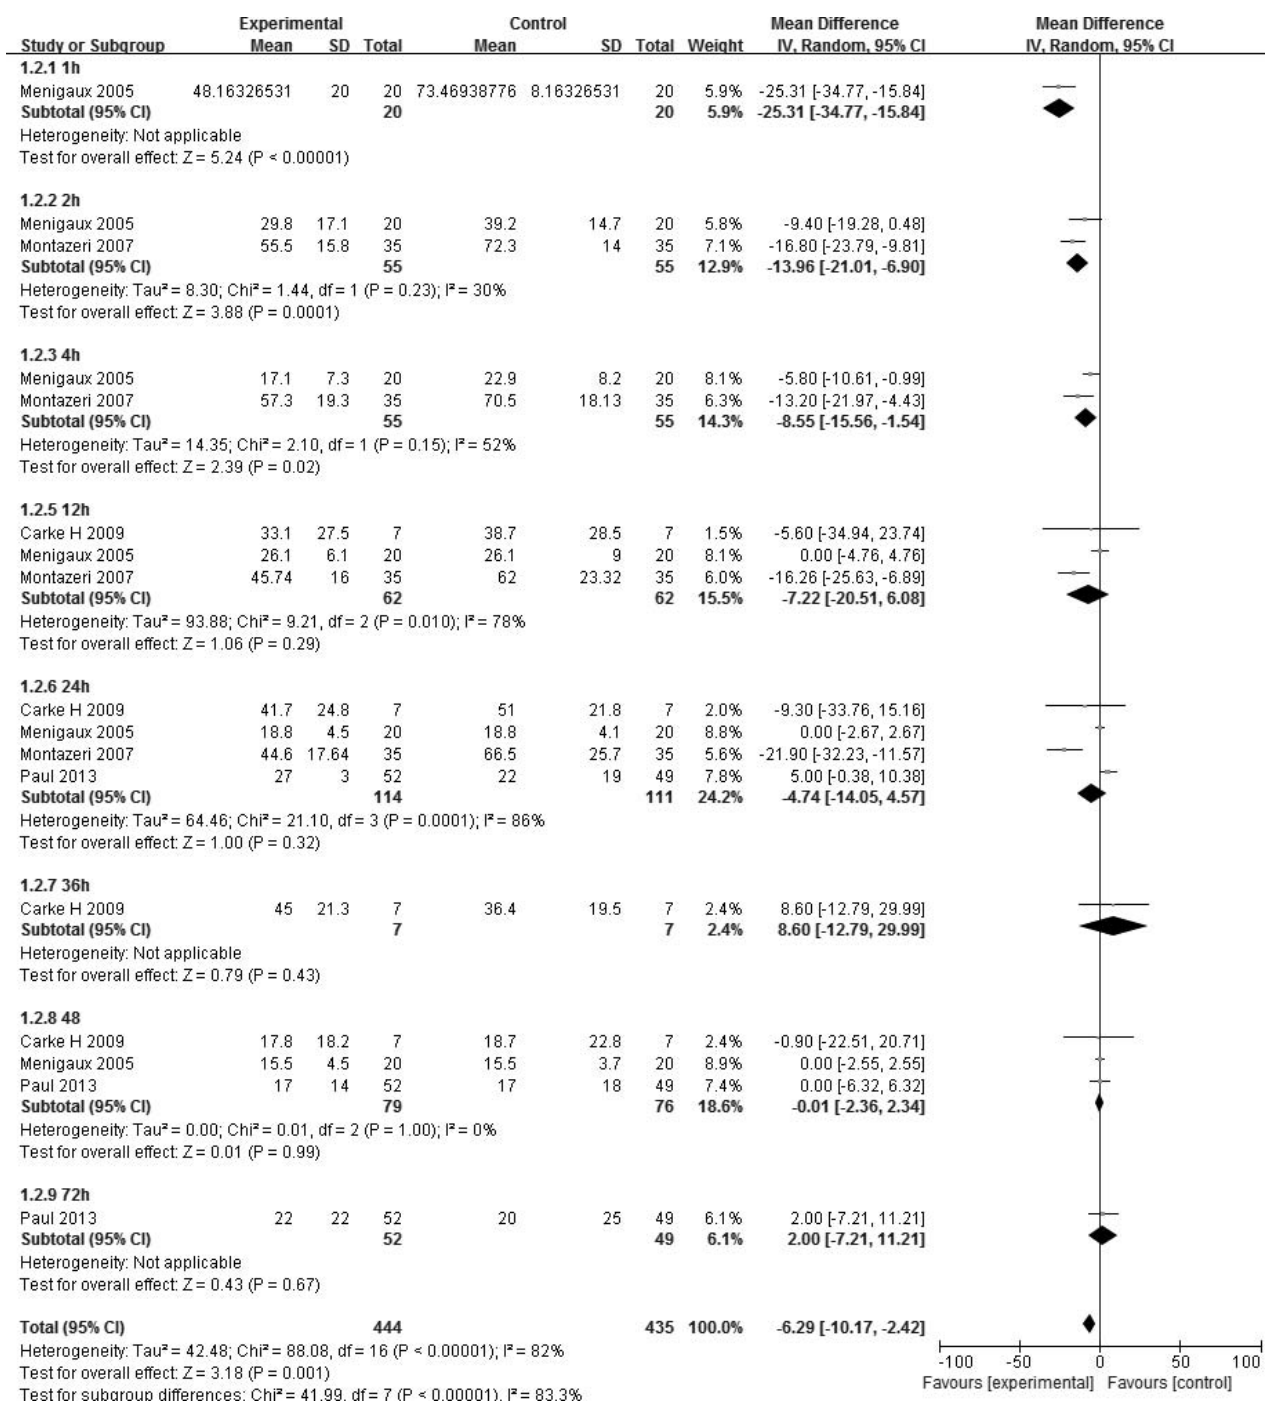 Experimental Control Mean Difference Mean Difference
Study or Subgroup Mean SD Total Mean SD Total Weight IV, Random, 95% CI IV, Random, 95% CI
1.2.1 1h
Menigaux 2005 48.16326531 20 20 73.46938776 8.16326531 20 5.9% -25.31 [-34.77, -15.84]
Subtotal (95% CI) 20 20 5.9% -25.31 [-34.77, -15.84]
Heterogeneity: Not applicable
Test for overall effect: Z = 5.24 (P < 0.00001)
1.2.2 2h
Menigaux 2005 29.8 17.1 20 39.2 14.7 20 5.8% -9.40 [-19.28, 0.48]
Montazeri 2007 55.5 15.8 35 72.3 14 35 7.1% -16.80 [-23.79, -9.81]
Subtotal (95% CI) 55 55 12.9% -13.96 [-21.01, -6.90]
Heterogeneity: Tau² = 8.30; Chi² = 1.44, df = 1 (P = 0.23); I² = 30%
Test for overall effect: Z = 3.88 (P = 0.0001)
1.2.3 4h
Menigaux 2005 17.1 7.3 20 22.9 8.2 20 8.1% -5.80 [-10.61, -0.99]
Montazeri 2007 57.3 19.3 35 70.5 18.13 35 6.3% -13.20 [-21.97, -4.43]
Subtotal (95% CI) 55 55 14.3% -8.55 [-15.56, -1.54]
Heterogeneity: Tau² = 14.35; Chi² = 2.10, df = 1 (P = 0.15); I² = 52%
Test for overall effect: Z = 2.39 (P = 0.02)
1.2.5 12h
Carke H 2009 33.1 27.5 7 38.7 28.5 7 1.5% -5.60 [-34.94, 23.74]
Menigaux 2005 26.1 6.1 20 26.1 9 20 8.1% 0.00 [-4.76, 4.76]
Montazeri 2007 45.74 16 35 62 23.32 35 6.0% -16.26 [-25.63, -6.89]
Subtotal (95% CI) 62 62 15.5% -7.22 [-20.51, 6.08]
Heterogeneity: Tau² = 93.88; Chi² = 9.21, df = 2 (P = 0.010); I² = 78%
Test for overall effect: Z = 1.06 (P = 0.29)
1.2.6 24h
Carke H 2009 41.7 24.8 7 51 21.8 7 2.0% -9.30 [-33.76, 15.16]
Menigaux 2005 18.8 4.5 20 18.8 4.1 20 8.8% 0.00 [-2.67, 2.67]
Montazeri 2007 44.6 17.64 35 66.5 25.7 35 5.6% -21.90 [-32.23, -11.57]
Paul 2013 27 3 52 22 19 49 7.8% 5.00 [-0.38, 10.38]
Subtotal (95% CI) 114 111 24.2% -4.74 [-14.05, 4.57]
Heterogeneity: Tau² = 64.46; Chi² = 21.10, df = 3 (P = 0.0001); I² = 86%
Test for overall effect: Z = 1.00 (P = 0.32)
1.2.7 36h
Carke H 2009 45 21.3 7 36.4 19.5 7 2.4% 8.60 [-12.79, 29.99]
Subtotal (95% CI) 7 7 2.4% 8.60 [-12.79, 29.99]
Heterogeneity: Not applicable
Test for overall effect: Z = 0.79 (P = 0.43)
1.2.8 48
Carke H 2009 17.8 18.2 7 18.7 22.8 7 2.4% -0.90 [-22.51, 20.71]
Menigaux 2005 15.5 4.5 20 15.5 3.7 20 8.9% 0.00 [-2.55, 2.55]
Paul 2013 17 14 52 17 18 49 7.4% 0.00 [-6.32, 6.32]
Subtotal (95% CI) 79 76 18.6% -0.01 [-2.36, 2.34]
Heterogeneity: Tau² = 0.00; Chi² = 0.01, df = 2 (P = 1.00); I² = 0%
Test for overall effect: Z = 0.01 (P = 0.99)
1.2.9 72h
Paul 2013 22 22 52 20 25 49 6.1% 2.00 [-7.21, 11.21]
Subtotal (95% CI) 52 49 6.1% 2.00 [-7.21, 11.21]
Heterogeneity: Not applicable
Test for overall effect: Z = 0.43 (P = 0.67)
Total (95% CI) 444 435 100.0% -6.29 [-10.17, -2.42]
Heterogeneity: Tau² = 42.48; Chi² = 88.08, df = 16 (P < 0.00001); I² = 82%
Test for overall effect: Z = 3.18 (P = 0.001)
Test for subgroup differences: Chi² = 41.99, df = 7 (P < 0.00001), I² = 83.3%
-100 -50 0 50 100
Favours [experimental] Favours [control]